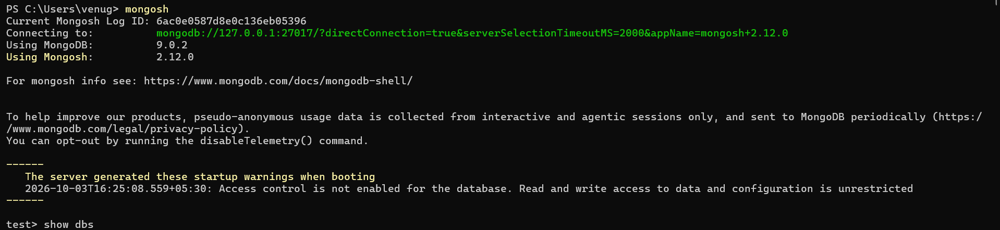 PS C:\Users\venug> mongosh
Current Mongosh Log ID: 6ac0e0587d8e0c136eb05396
Connecting to:          mongodb://127.0.0.1:27017/?directConnection=true&serverSelectionTimeoutMS=2000&appName=mongosh+2.12.0
Using MongoDB:          9.0.2
Using Mongosh:          2.12.0
For mongosh info see: https://www.mongodb.com/docs/mongodb-shell/
To help improve our products, pseudo-anonymous usage data is collected from interactive and agentic sessions only, and sent to MongoDB periodically (https:/
/www.mongodb.com/legal/privacy-policy).
You can opt-out by running the disableTelemetry() command.
------
   The server generated these startup warnings when booting
   2026-10-03T16:25:08.559+05:30: Access control is not enabled for the database. Read and write access to data and configuration is unrestricted
------
test> show dbs